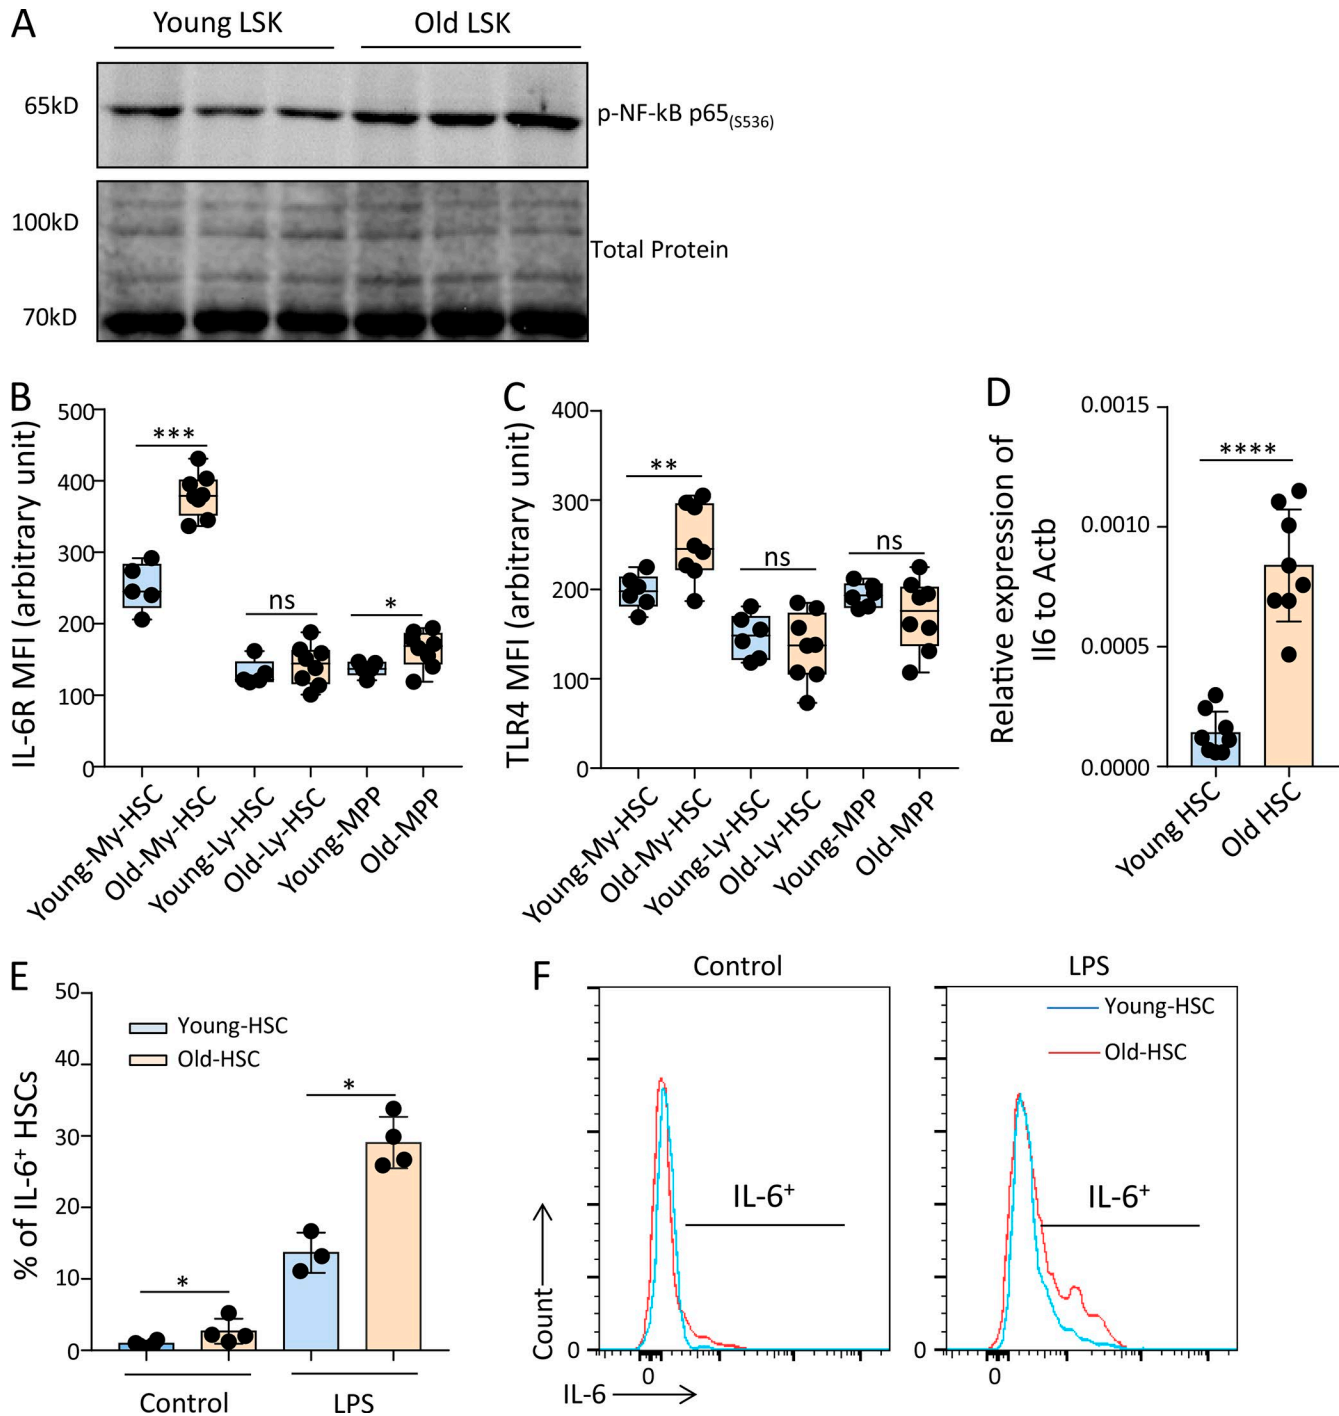 A
Young LSK
Old LSK
65kD
p-NF-kB p65(S536)
100kD
Total Protein
70kD
B
IL-6R MFI (arbitrary unit)
500
400
300
200
100
0
***
ns
*
Young-My-HSC
Old-My-HSC
Young-Ly-HSC
Old-Ly-HSC
Young-MPP
Old-MPP
C
TLR4 MFI (arbitrary unit)
400
300
200
100
0
**
ns
ns
Young-My-HSC
Old-My-HSC
Young-Ly-HSC
Old-Ly-HSC
Young-MPP
Old-MPP
D
Relative expression of
Il6 to Actb
0.0015
0.0010
0.0005
0.0000
****
Young HSC
Old HSC
E
% of IL-6⁺ HSCs
50
40
30
20
10
0
Young-HSC
Old-HSC
*
*
Control
LPS
F
Control
IL-6⁺
Count
0
0
IL-6
LPS
Young-HSC
Old-HSC
IL-6⁺
0
0